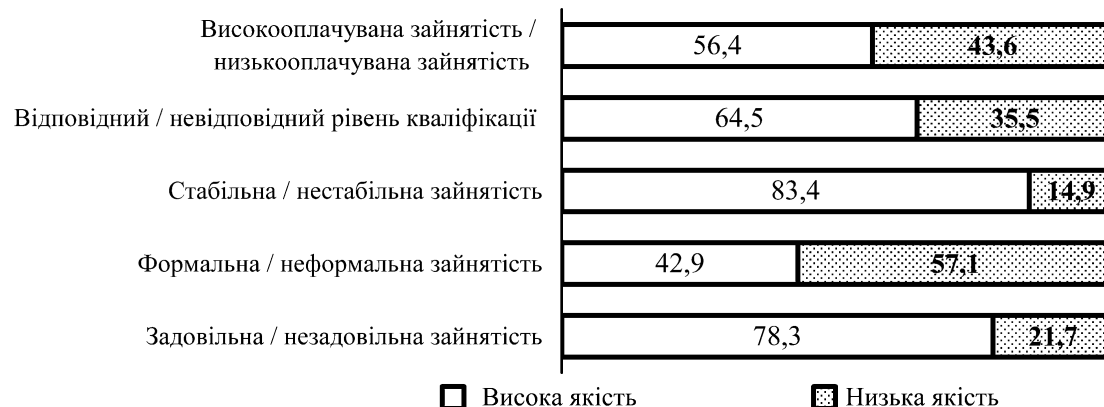 Високооплачувана зайнятість /
низькооплачувана зайнятість
56,4 43,6
Відповідний / невідповідний рівень кваліфікації
64,5 35,5
Стабільна / нестабільна зайнятість
83,4 14,9
Формальна / неформальна зайнятість
42,9 57,1
Задовільна / незадовільна зайнятість
78,3 21,7
Висока якість Низька якість